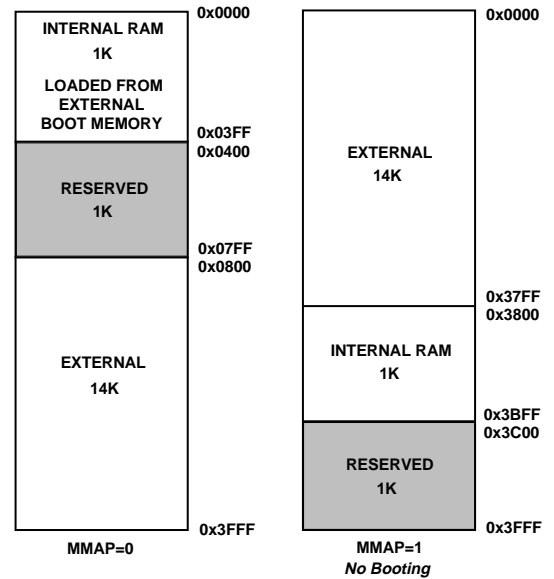 0x0000
INTERNAL RAM
1K
LOADED FROM
EXTERNAL
BOOT MEMORY
0x03FF
0x0400
RESERVED
1K
0x07FF
0x0800
EXTERNAL
14K
0x3FFF
MMAP=0
0x0000
EXTERNAL
14K
0x37FF
0x3800
INTERNAL RAM
1K
0x3BFF
0x3C00
RESERVED
1K
0x3FFF
MMAP=1
No Booting